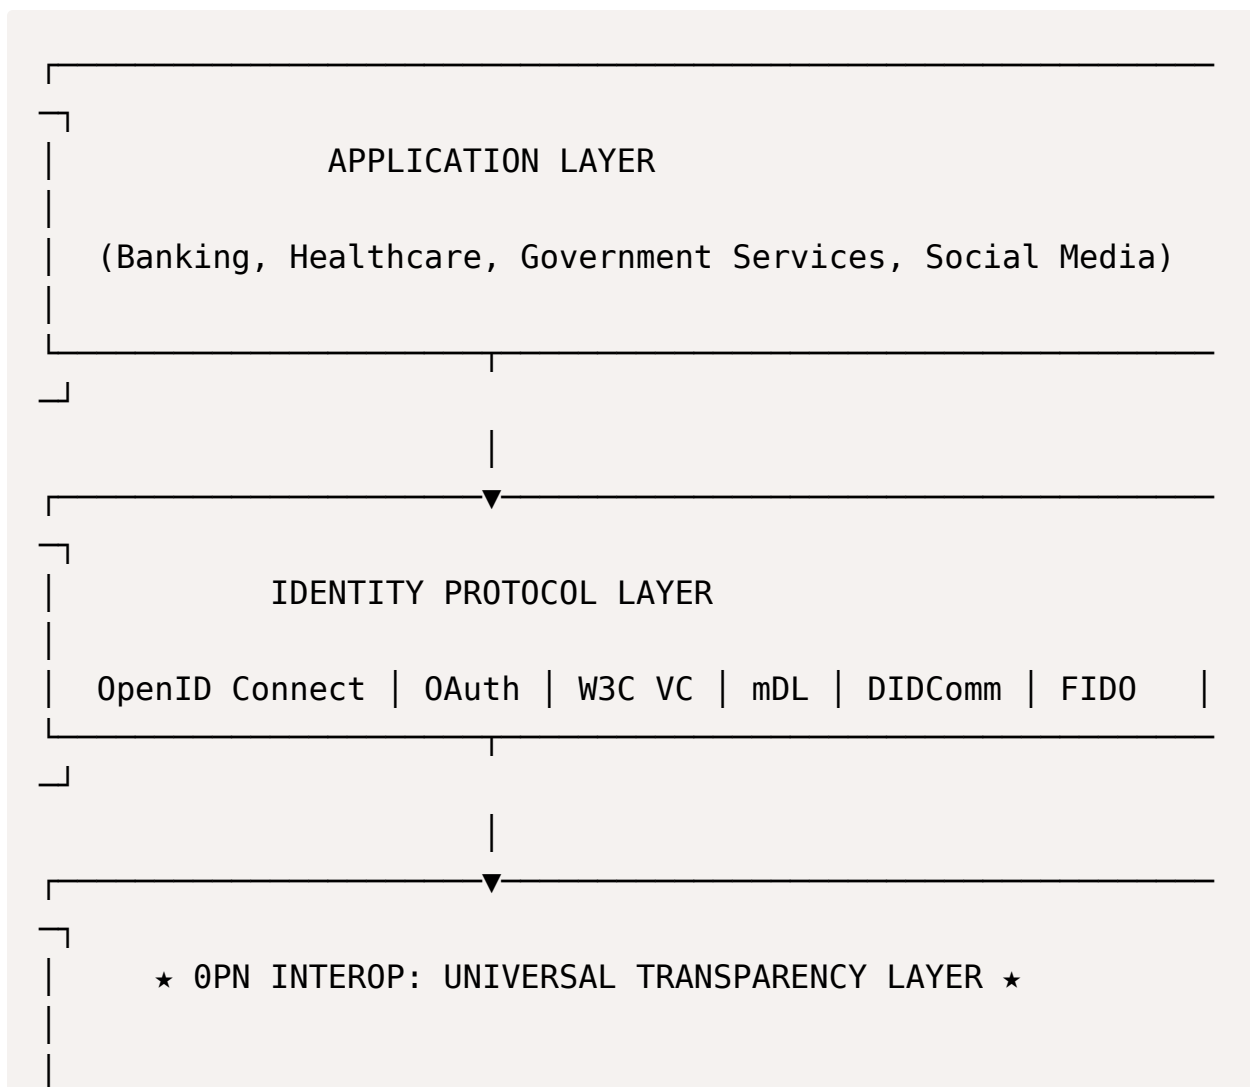 APPLICATION LAYER
(Banking, Healthcare, Government Services, Social Media)
IDENTITY PROTOCOL LAYER
OpenID Connect │ OAuth │ W3C VC │ mDL │ DIDComm │ FIDO │
★ 0PN INTEROP: UNIVERSAL TRANSPARENCY LAYER ★